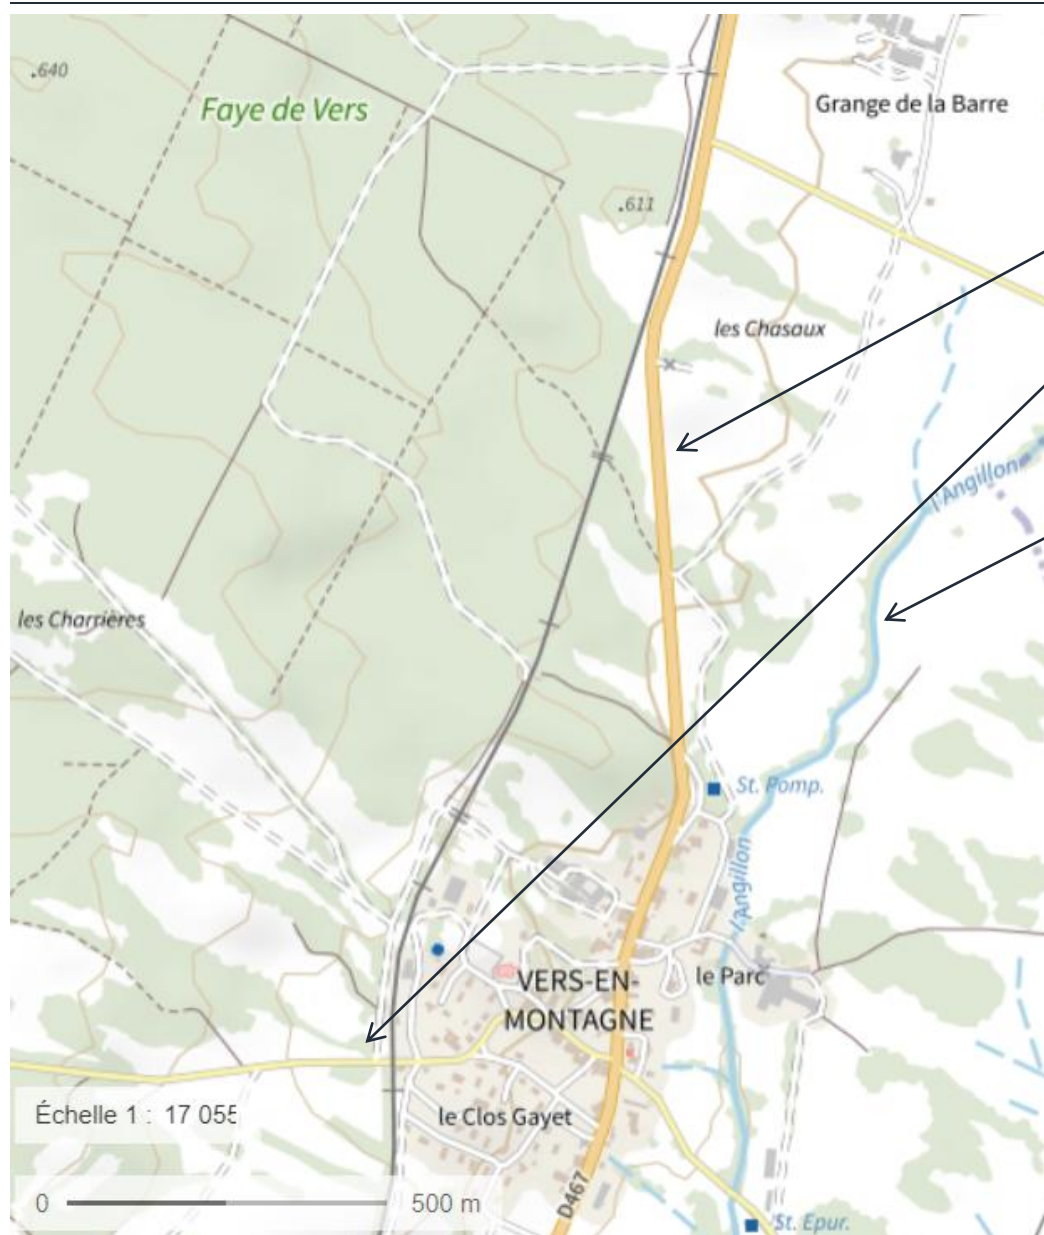 .640
Faye de Vers
Grange de la Barre
.611
les Chasaux
l'Angillon
les Charrières
St. Pomp.
l'Angillon
le Parc
VERS-EN-
MONTAGNE
Échelle 1 : 17 055
le Clos Gayet
0 500 m
D467
St. Epur.